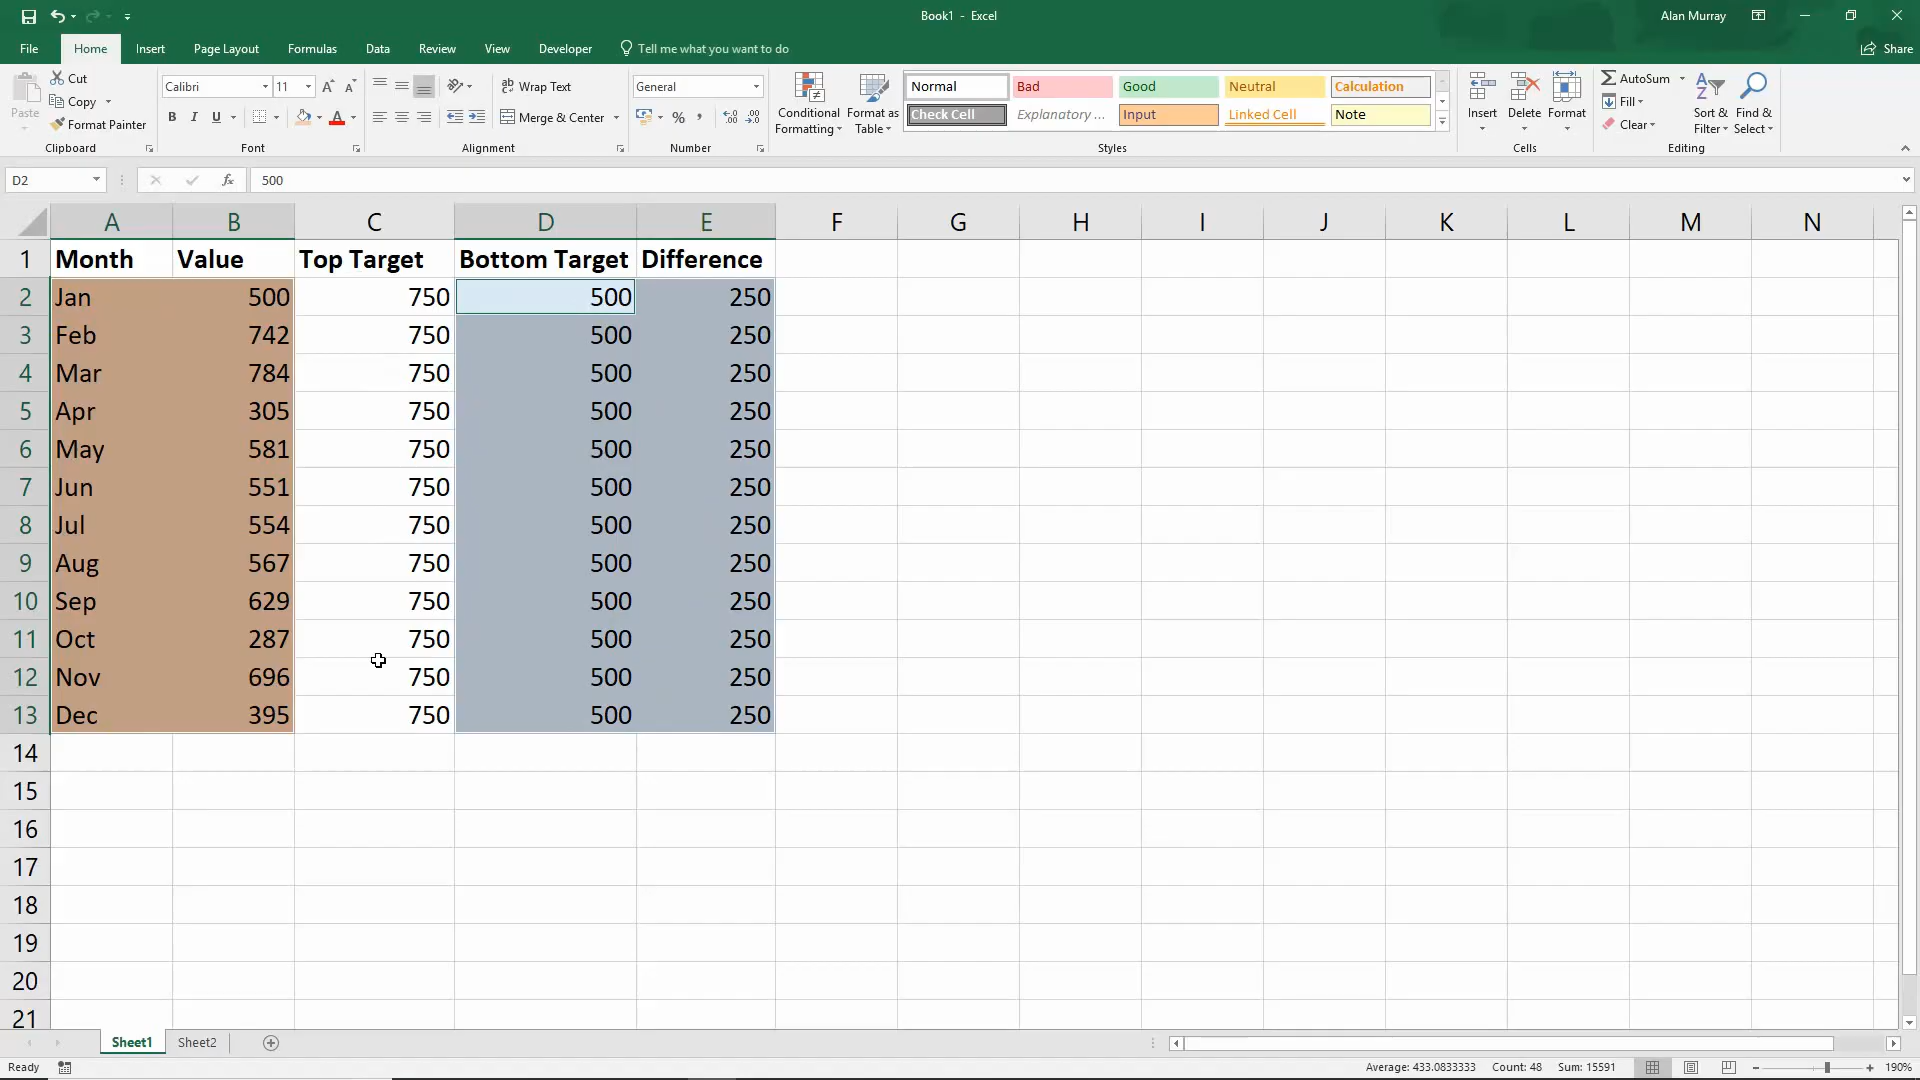 Book1 - Excel
Alan Murray
File Home Insert Page Layout Formulas Data Review View Developer Tell me what you want to do Share
Paste
Cut
Copy
Format Painter
Clipboard
Calibri 11
B I U
Font
Wrap Text
Merge & Center
Alignment
General
Number
Conditional Formatting
Format as Table
Normal Bad Good Neutral Calculation
Check Cell Explanatory ... Input Linked Cell Note
Styles
Insert Delete Format
Cells
AutoSum
Fill
Clear
Sort & Filter
Find & Select
Editing
D2 fx 500
A B C D E F G H I J K L M N
1 Month Value Top Target Bottom Target Difference
2 Jan 500 750 500 250
3 Feb 742 750 500 250
4 Mar 784 750 500 250
5 Apr 305 750 500 250
6 May 581 750 500 250
7 Jun 551 750 500 250
8 Jul 554 750 500 250
9 Aug 567 750 500 250
10 Sep 629 750 500 250
11 Oct 287 750 500 250
12 Nov 696 750 500 250
13 Dec 395 750 500 250
14
15
16
17
18
19
20
21
Sheet1 Sheet2
Ready Average: 433.0833333 Count: 48 Sum: 15591 190%